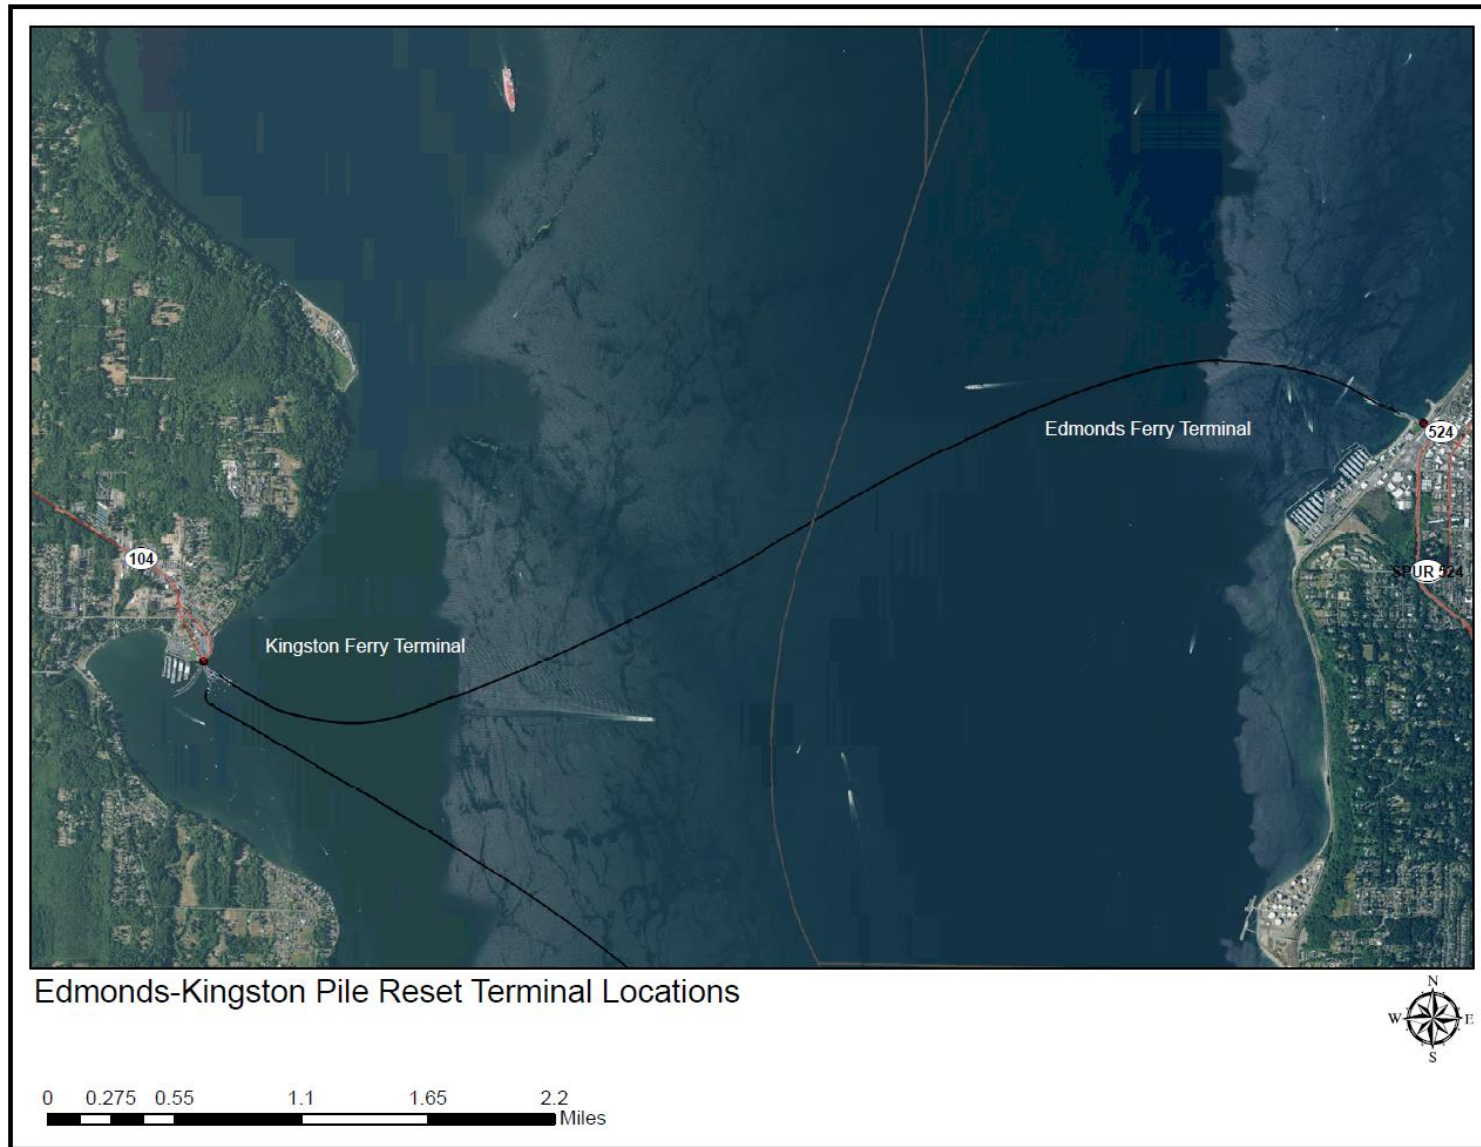 Edmonds Ferry Terminal
524
SPUR 524
104
Kingston Ferry Terminal
Edmonds-Kingston Pile Reset Terminal Locations
N
W E
S
0 0.275 0.55 1.1 1.65 2.2
Miles